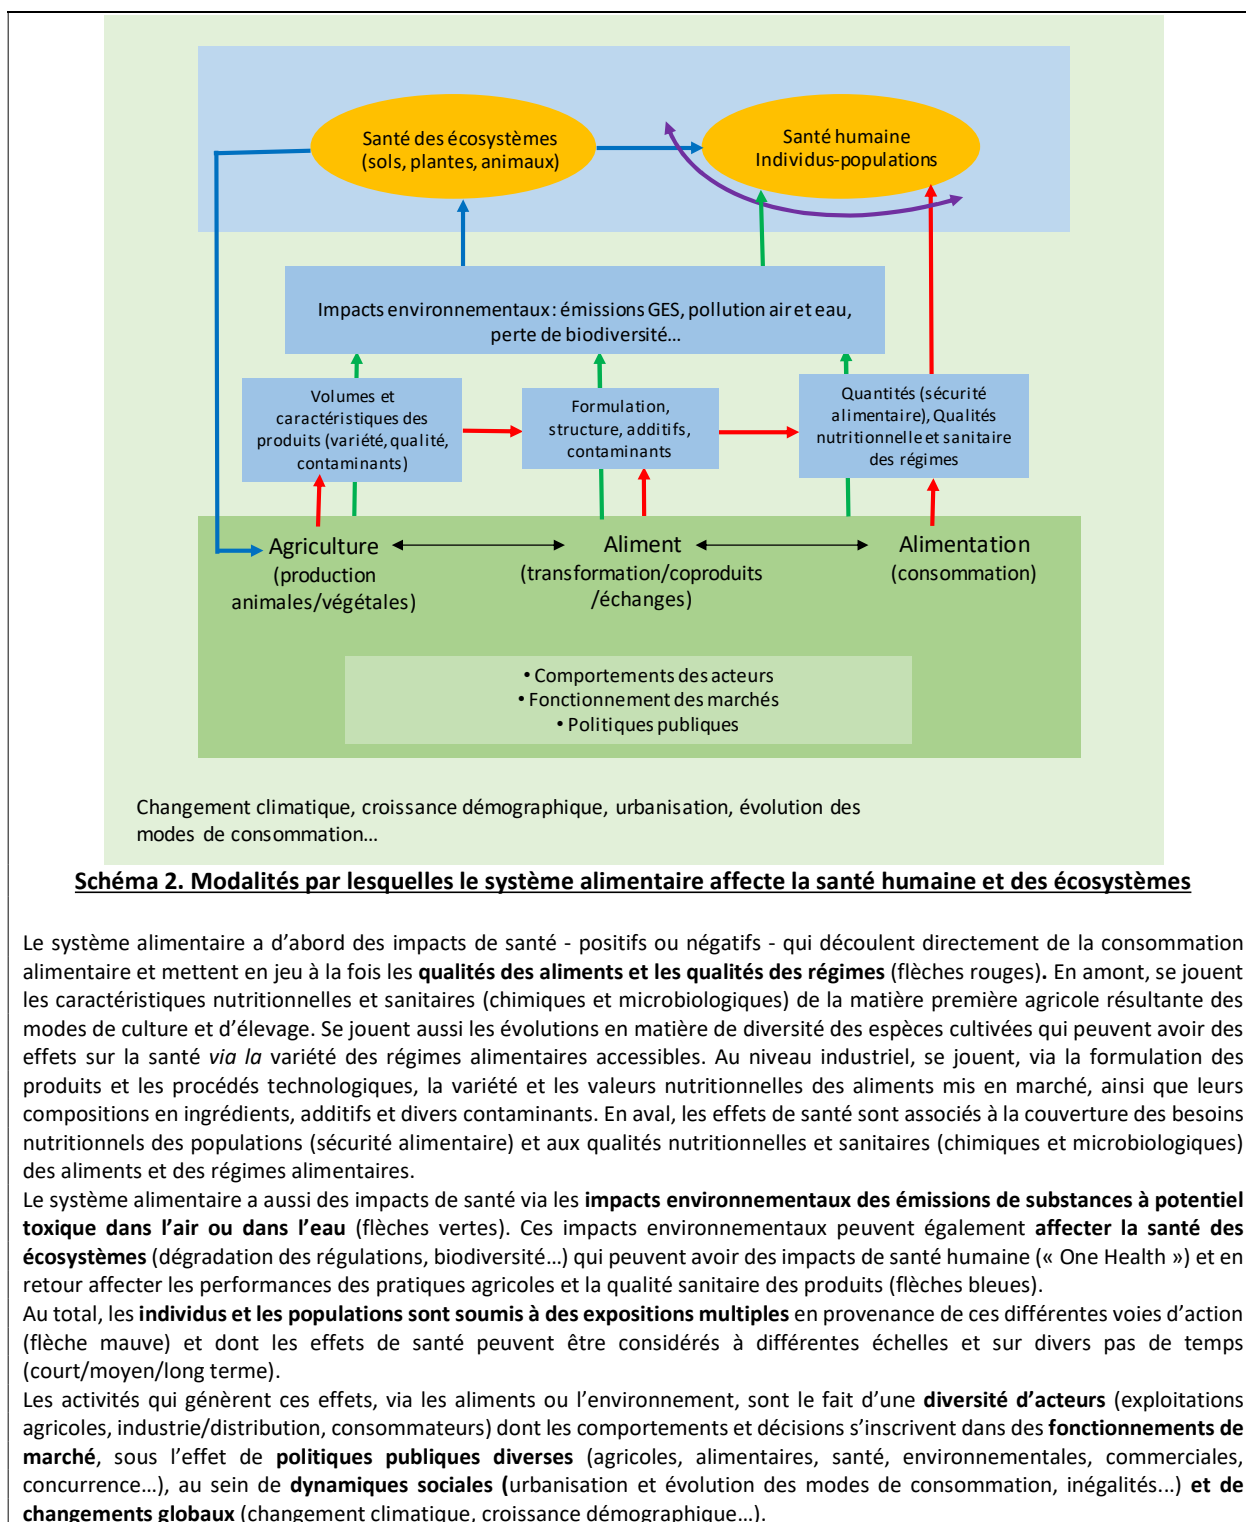 Santé des écosystèmes
(sols, plantes, animaux)
Santé humaine
Individus-populations
Impacts environnementaux : émissions GES, pollution air et eau,
perte de biodiversité…
Volumes et
caractéristiques des
produits (variété, qualité,
contaminants)
Formulation,
structure, additifs,
contaminants
Quantités (sécurité
alimentaire), Qualités
nutritionnelle et sanitaire
des régimes
Agriculture
(production
animales/végétales)
Aliment
(transformation/coproduits
/échanges)
Alimentation
(consommation)
• Comportements des acteurs
• Fonctionnement des marchés
• Politiques publiques
Changement climatique, croissance démographique, urbanisation, évolution des
modes de consommation…
Schéma 2. Modalités par lesquelles le système alimentaire affecte la santé humaine et des écosystèmes
Le système alimentaire a d’abord des impacts de santé - positifs ou négatifs - qui découlent directement de la consommation
alimentaire et mettent en jeu à la fois les qualités des aliments et les qualités des régimes (flèches rouges). En amont, se jouent
les caractéristiques nutritionnelles et sanitaires (chimiques et microbiologiques) de la matière première agricole résultante des
modes de culture et d’élevage. Se jouent aussi les évolutions en matière de diversité des espèces cultivées qui peuvent avoir des
effets sur la santé via la variété des régimes alimentaires accessibles. Au niveau industriel, se jouent, via la formulation des
produits et les procédés technologiques, la variété et les valeurs nutritionnelles des aliments mis en marché, ainsi que leurs
compositions en ingrédients, additifs et divers contaminants. En aval, les effets de santé sont associés à la couverture des besoins
nutritionnels des populations (sécurité alimentaire) et aux qualités nutritionnelles et sanitaires (chimiques et microbiologiques)
des aliments et des régimes alimentaires.
Le système alimentaire a aussi des impacts de santé via les impacts environnementaux des émissions de substances à potentiel
toxique dans l’air ou dans l’eau (flèches vertes). Ces impacts environnementaux peuvent également affecter la santé des
écosystèmes (dégradation des régulations, biodiversité…) qui peuvent avoir des impacts de santé humaine (« One Health ») et en
retour affecter les performances des pratiques agricoles et la qualité sanitaire des produits (flèches bleues).
Au total, les individus et les populations sont soumis à des expositions multiples en provenance de ces différentes voies d’action
(flèche mauve) et dont les effets de santé peuvent être considérés à différentes échelles et sur divers pas de temps
(court/moyen/long terme).
Les activités qui génèrent ces effets, via les aliments ou l’environnement, sont le fait d’une diversité d’acteurs (exploitations
agricoles, industrie/distribution, consommateurs) dont les comportements et décisions s’inscrivent dans des fonctionnements de
marché, sous l’effet de politiques publiques diverses (agricoles, alimentaires, santé, environnementales, commerciales,
concurrence…), au sein de dynamiques sociales (urbanisation et évolution des modes de consommation, inégalités...) et de
changements globaux (changement climatique, croissance démographique…).